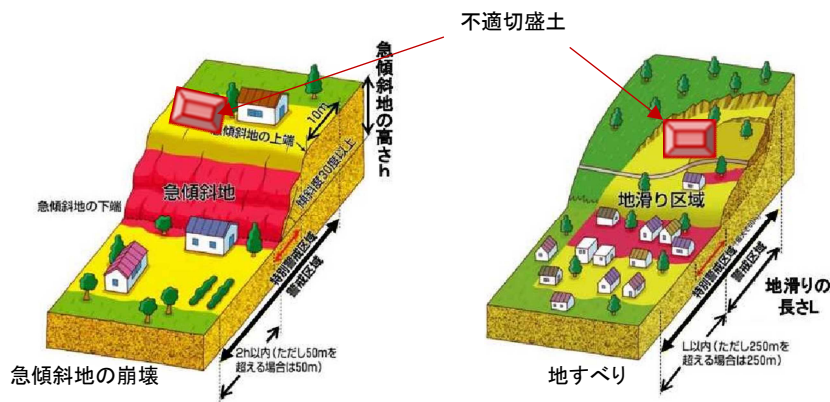 不適切盛土
急傾斜地の高さh
10m
急傾斜地の上端
傾斜度30度以上
急傾斜地
急傾斜地の下端
特別警戒区域
警戒区域
2h以内(ただし50mを
超える場合は50m)
急傾斜地の崩壊
地滑り区域
特別警戒区域
警戒区域
地滑りの
長さL
L以内(ただし250mを
超える場合は250m)
地すべり